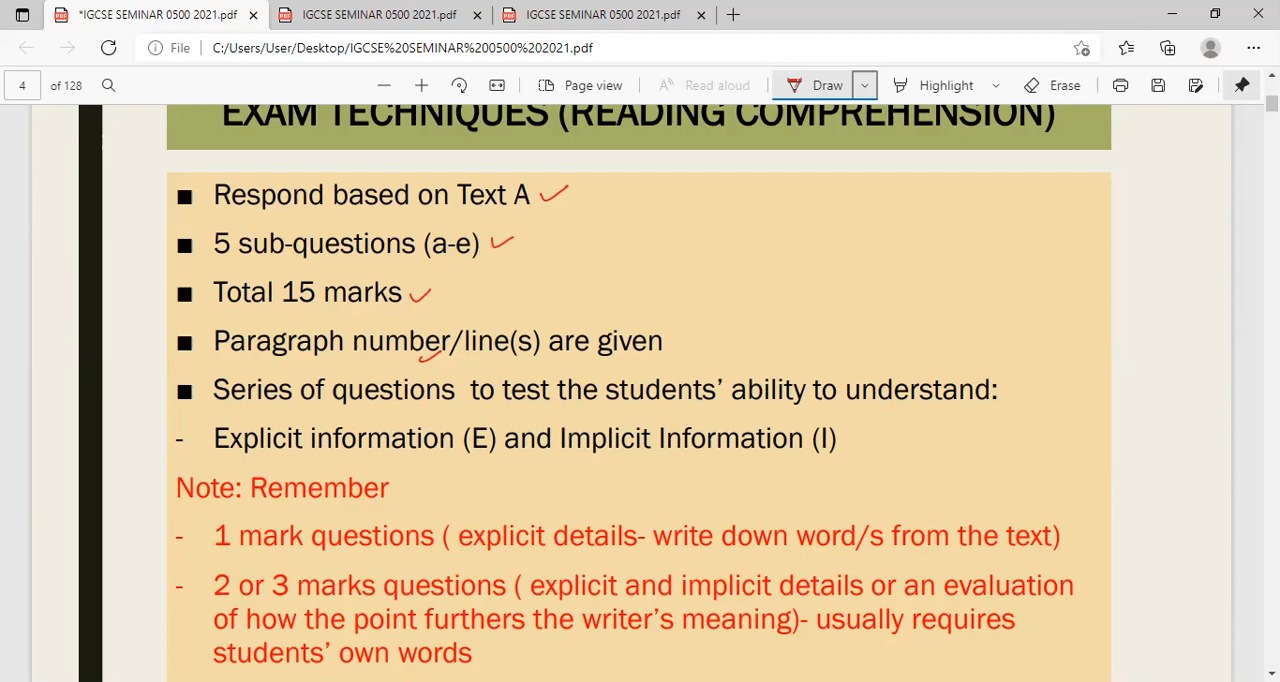 *IGCSE SEMINAR 0500 2021.pdf
IGCSE SEMINAR 0500 2021.pdf
IGCSE SEMINAR 0500 2021.pdf
File C:/Users/User/Desktop/IGCSE%20SEMINAR%200500%202021.pdf
4 of 128 Page view Read aloud Draw Highlight Erase
EXAM TECHNIQUES (READING COMPREHENSION)
■ Respond based on Text A
■ 5 sub-questions (a-e)
■ Total 15 marks
■ Paragraph number/line(s) are given
■ Series of questions to test the students’ ability to understand:
- Explicit information (E) and Implicit Information (I)
Note: Remember
- 1 mark questions ( explicit details- write down word/s from the text)
- 2 or 3 marks questions ( explicit and implicit details or an evaluation
of how the point furthers the writer’s meaning)- usually requires
students’ own words